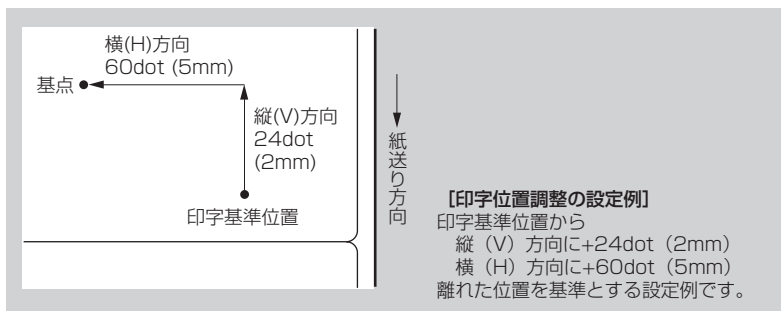 横(H)方向
60dot (5mm)
基点
縦(V)方向
24dot
(2mm)
印字基準位置
紙送り方向
[印字位置調整の設定例]
印字基準位置から
縦（V）方向に+24dot（2mm）
横（H）方向に+60dot（5mm）
離れた位置を基準とする設定例です。